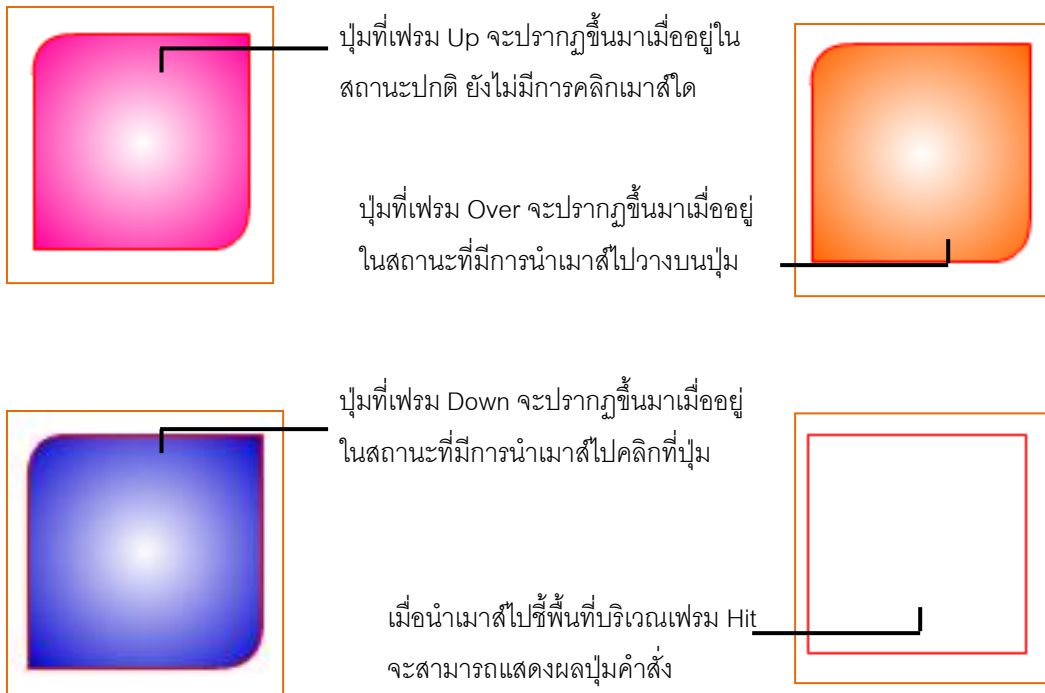 ปุ่มที่เฟรม Up จะปรากฏขึ้นมาเมื่ออยู่ใน
สถานะปกติ ยังไม่มีการคลิกเมาส์ใด
ปุ่มที่เฟรม Over จะปรากฏขึ้นมาเมื่ออยู่
ในสถานะที่มีการนำเมาส์ไปวางบนปุ่ม
ปุ่มที่เฟรม Down จะปรากฏขึ้นมาเมื่ออยู่
ในสถานะที่มีการนำเมาส์ไปคลิกที่ปุ่ม
เมื่อนำเมาส์ไปชี้พื้นที่บริเวณเฟรม Hit
จะสามารถแสดงผลปุ่มคำสั่ง